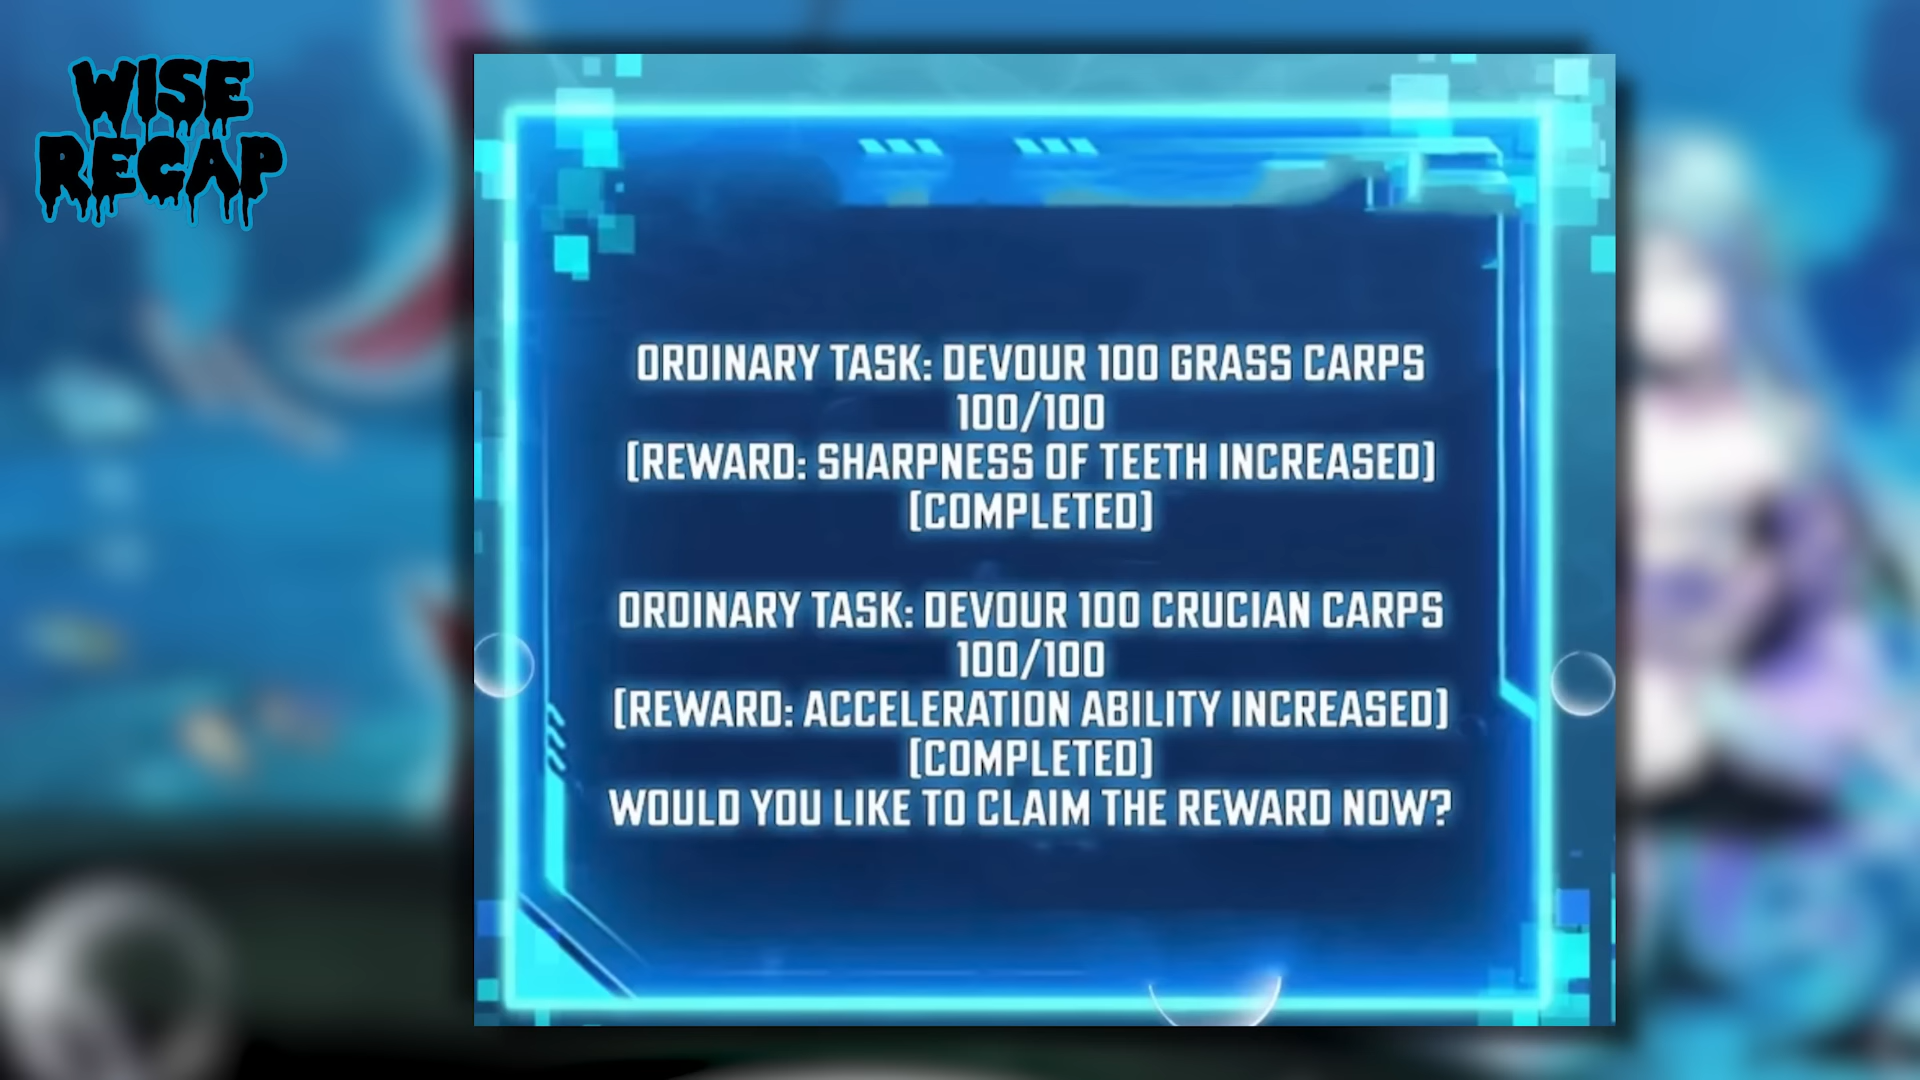 WISE
RECAP
ORDINARY TASK: DEVOUR 100 GRASS CARPS
100/100
[REWARD: SHARPNESS OF TEETH INCREASED]
[COMPLETED]
ORDINARY TASK: DEVOUR 100 CRUCIAN CARPS
100/100
[REWARD: ACCELERATION ABILITY INCREASED]
[COMPLETED]
WOULD YOU LIKE TO CLAIM THE REWARD NOW?